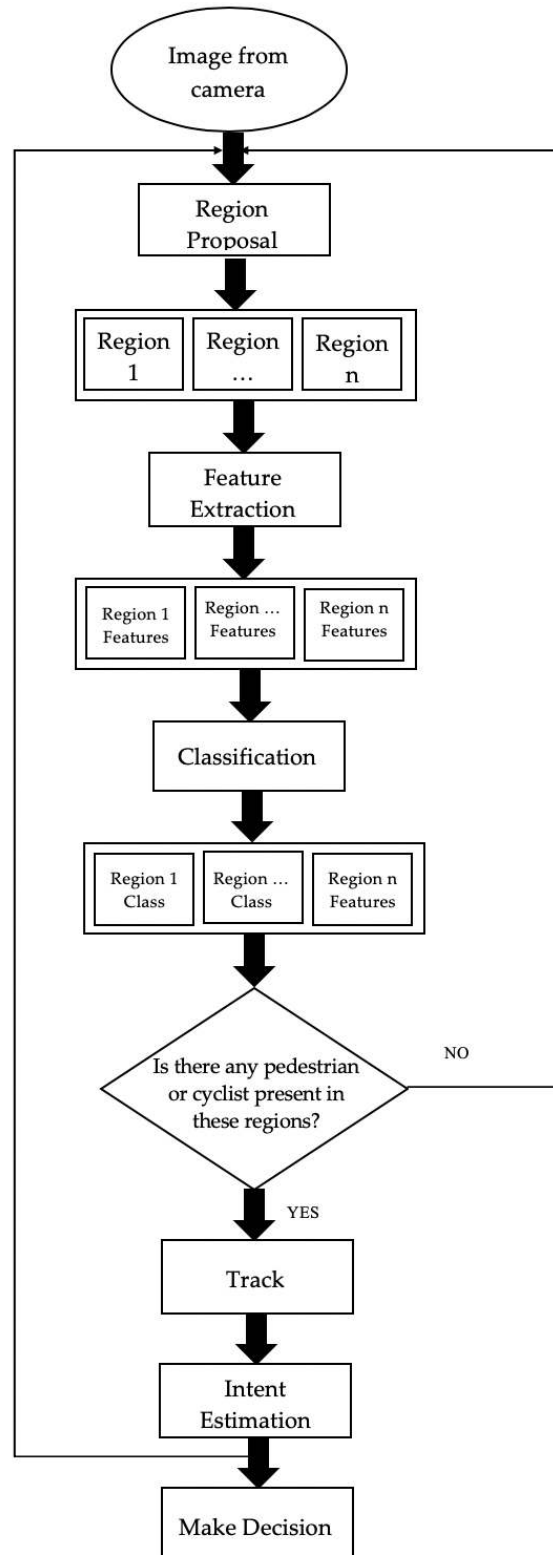 Image from
camera
Region
Proposal
Region
1
Region
...
Region
n
Feature
Extraction
Region 1
Features
Region ...
Features
Region n
Features
Classification
Region 1
Class
Region ...
Class
Region n
Features
Is there any pedestrian
or cyclist present in
these regions?
NO
YES
Track
Intent
Estimation
Make Decision